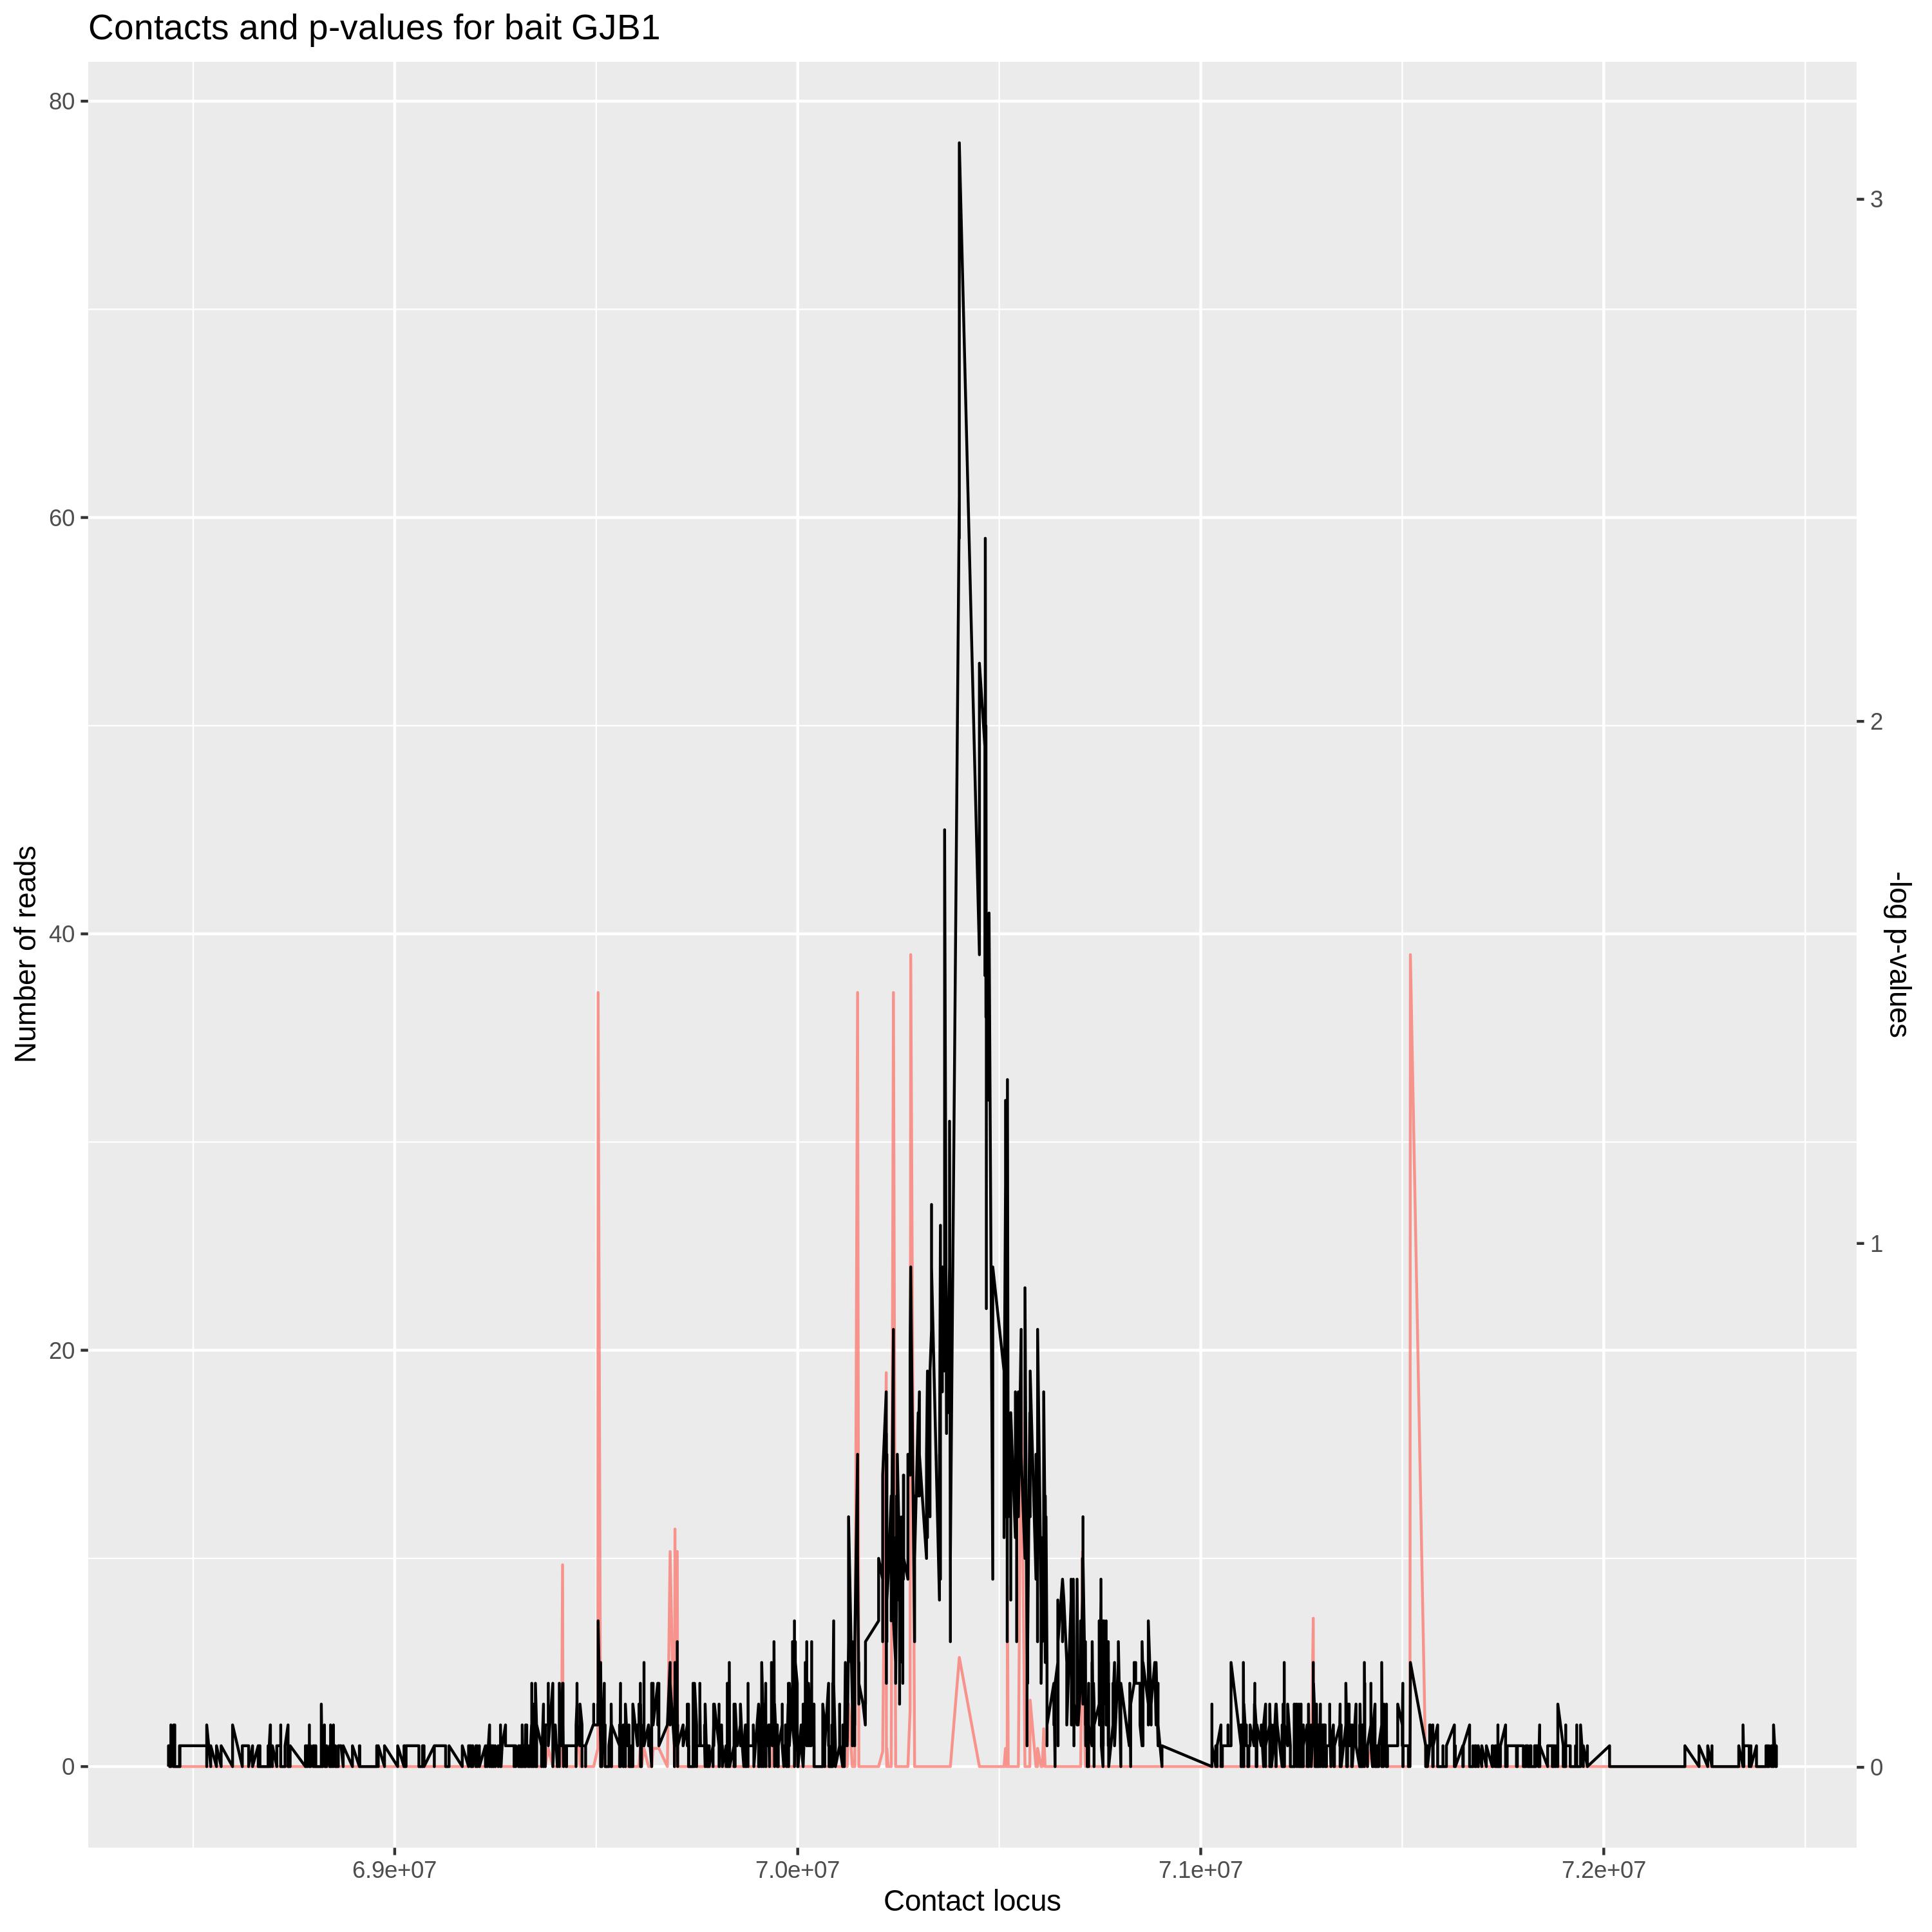 Contacts and p-values for bait GJB1
80
60
40
20
0
3
2
1
0
Number of reads
-log p-values
6.9e+07
7.0e+07
7.1e+07
7.2e+07
Contact locus